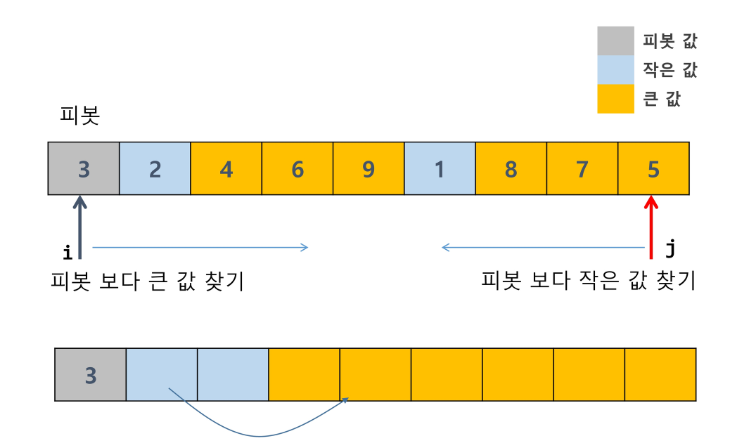 피봇 값
작은 값
큰 값
피봇
3 2 4 6 9 1 8 7 5
i j
피봇 보다 큰 값 찾기 피봇 보다 작은 값 찾기
3